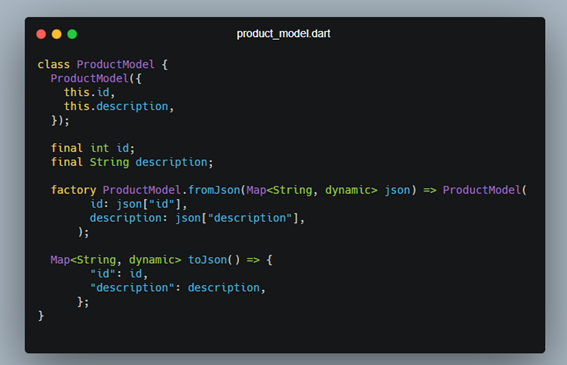 product_model.dart
class ProductModel {
  ProductModel({
    this.id,
    this.description,
  });
  final int id;
  final String description;
  factory ProductModel.fromJson(Map<String, dynamic> json) => ProductModel(
        id: json["id"],
        description: json["description"],
      );
  Map<String, dynamic> toJson() => {
        "id": id,
        "description": description,
      };
}